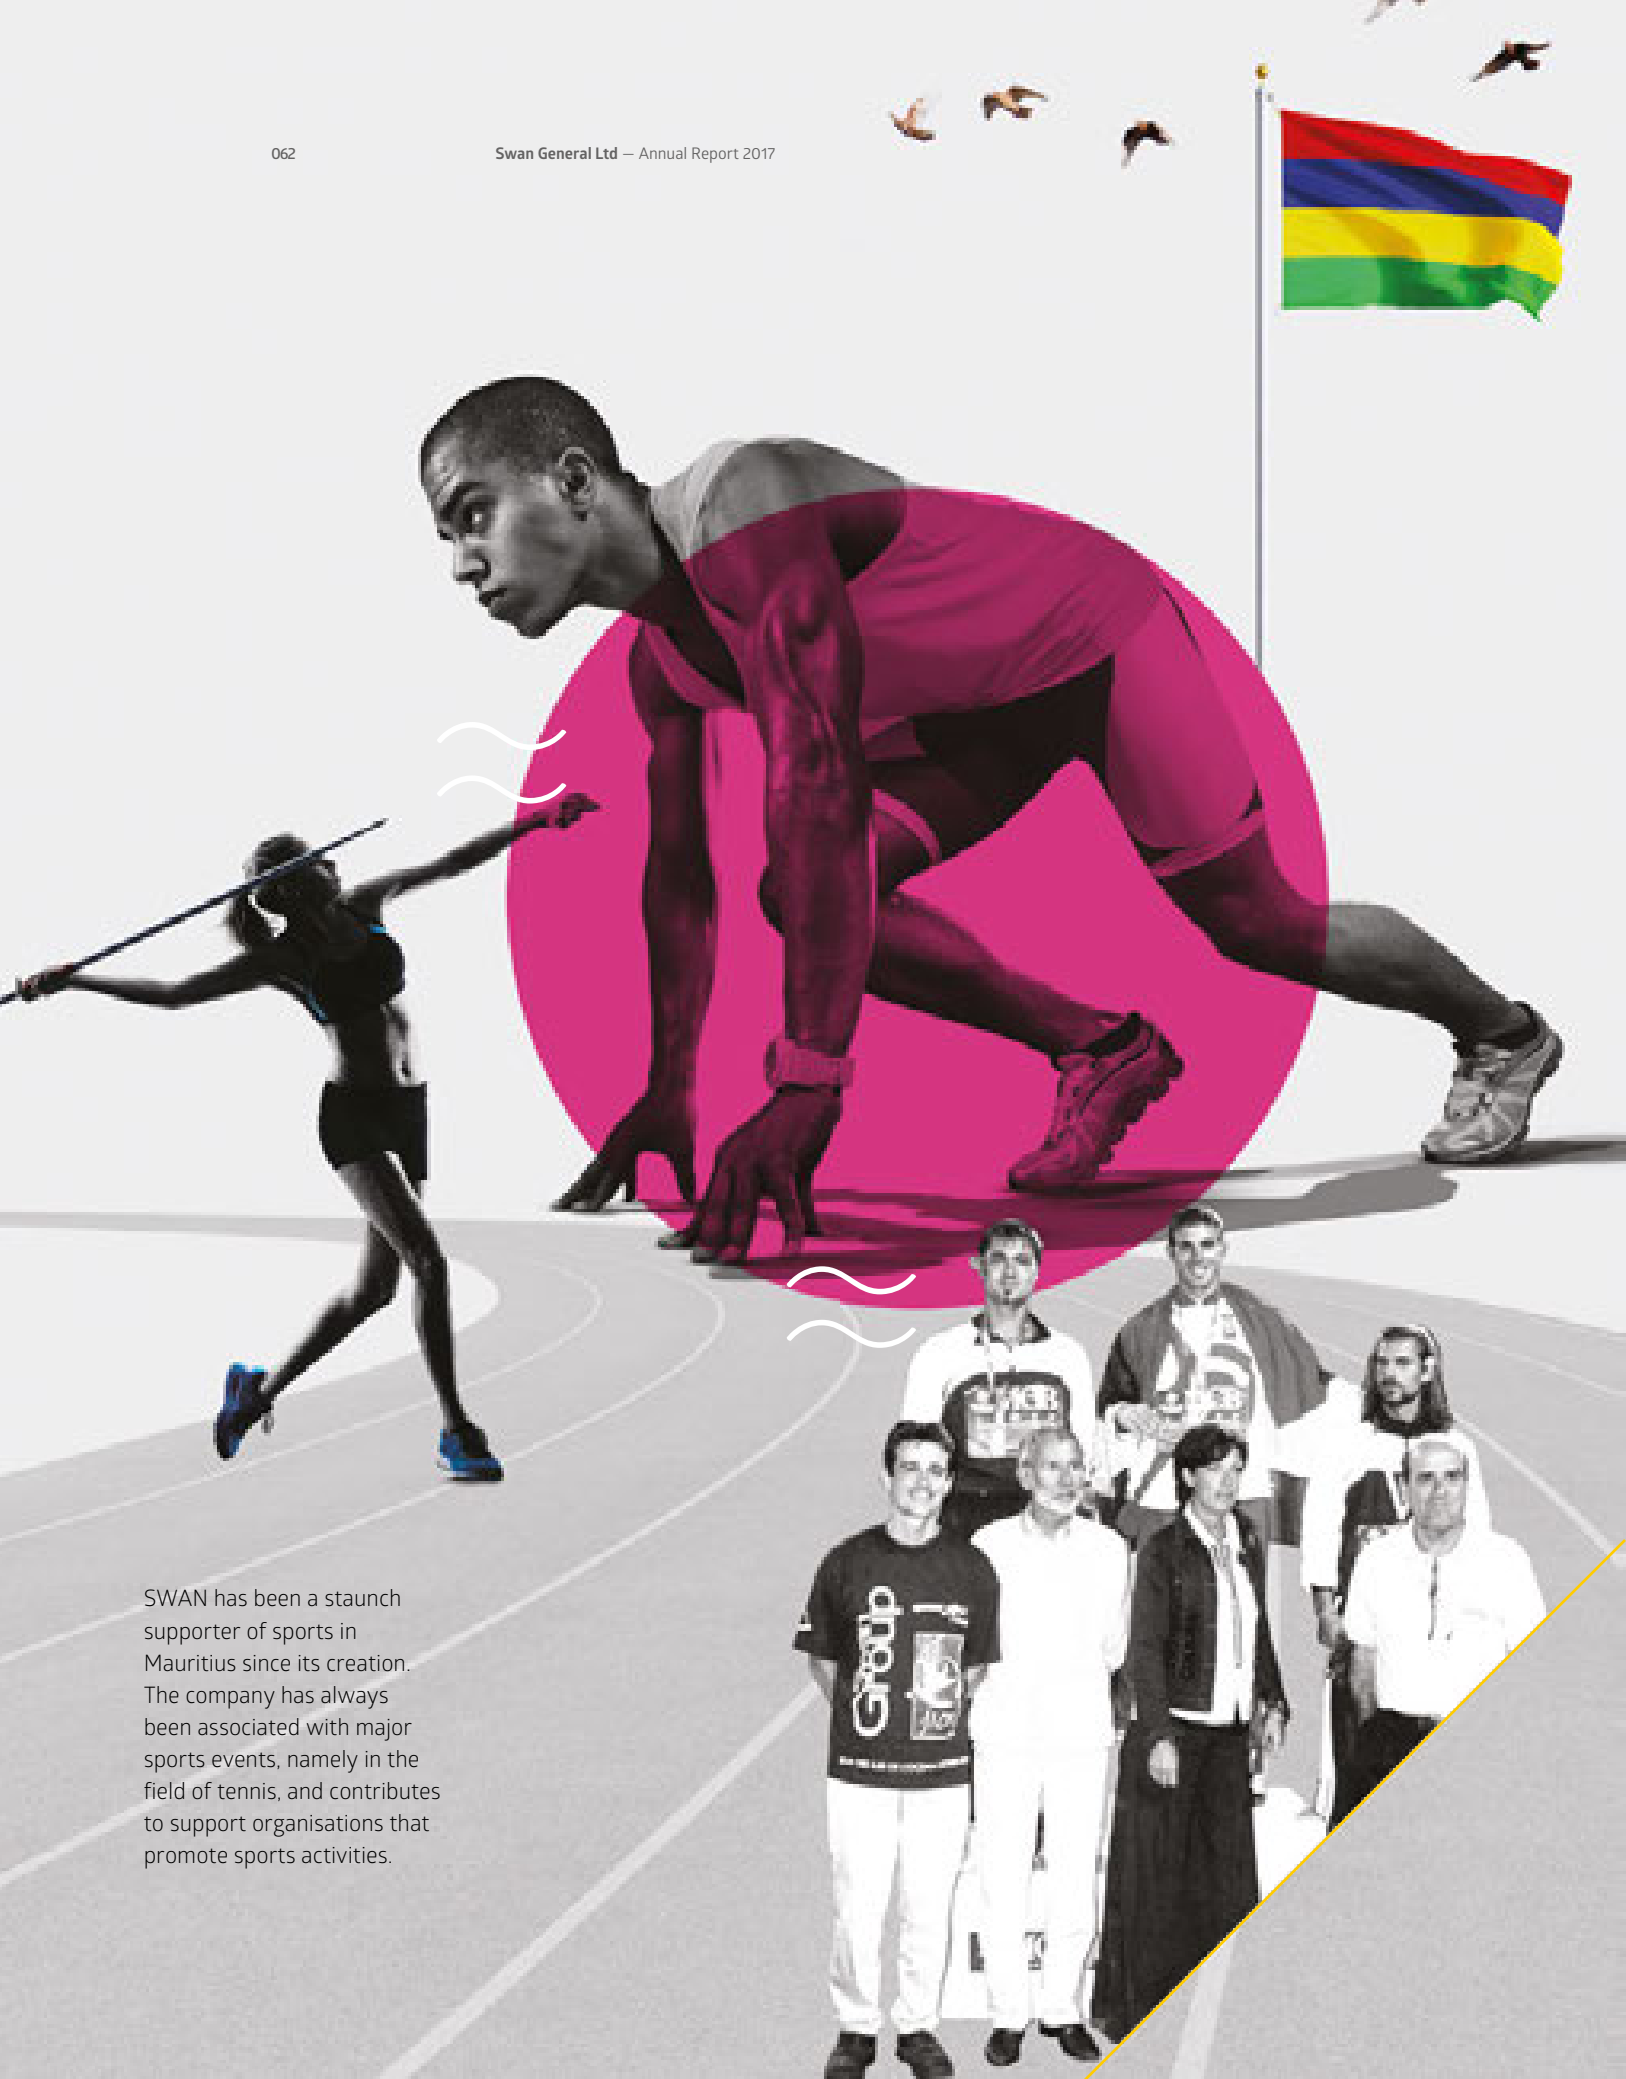 062
Swan General Ltd — Annual Report 2017
SWAN has been a staunch
supporter of sports in
Mauritius since its creation.
The company has always
been associated with major
sports events, namely in the
field of tennis, and contributes
to support organisations that
promote sports activities.
Group